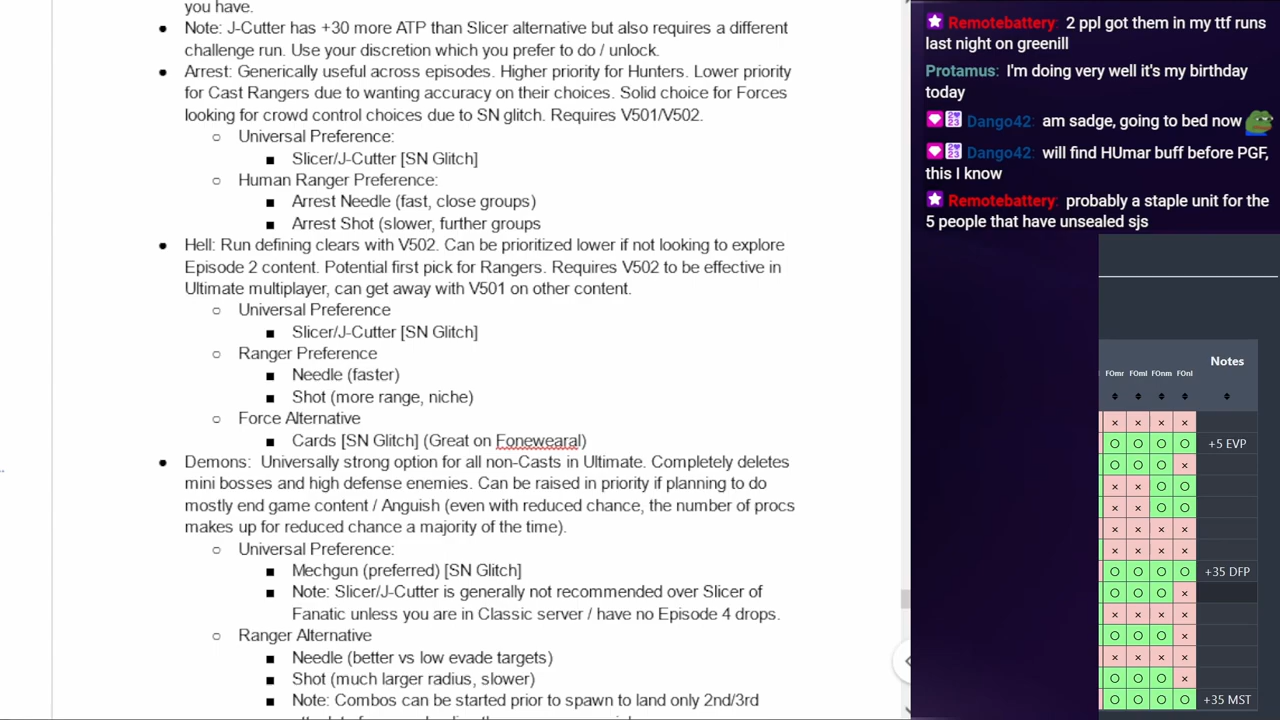 you have.
● Note: J-Cutter has +30 more ATP than Slicer alternative but also requires a different
challenge run. Use your discretion which you prefer to do / unlock.
● Arrest: Generically useful across episodes. Higher priority for Hunters. Lower priority
for Cast Rangers due to wanting accuracy on their choices. Solid choice for Forces
looking for crowd control choices due to SN glitch. Requires V501/V502.
○ Universal Preference:
■ Slicer/J-Cutter [SN Glitch]
○ Human Ranger Preference:
■ Arrest Needle (fast, close groups)
■ Arrest Shot (slower, further groups
● Hell: Run defining clears with V502. Can be prioritized lower if not looking to explore
Episode 2 content. Potential first pick for Rangers. Requires V502 to be effective in
Ultimate multiplayer, can get away with V501 on other content.
○ Universal Preference
■ Slicer/J-Cutter [SN Glitch]
○ Ranger Preference
■ Needle (faster)
■ Shot (more range, niche)
○ Force Alternative
■ Cards [SN Glitch] (Great on Fonewearal)
● Demons:  Universally strong option for all non-Casts in Ultimate. Completely deletes
mini bosses and high defense enemies. Can be raised in priority if planning to do
mostly end game content / Anguish (even with reduced chance, the number of procs
makes up for reduced chance a majority of the time).
○ Universal Preference:
■ Mechgun (preferred) [SN Glitch]
■ Note: Slicer/J-Cutter is generally not recommended over Slicer of
Fanatic unless you are in Classic server / have no Episode 4 drops.
○ Ranger Alternative
■ Needle (better vs low evade targets)
■ Shot (much larger radius, slower)
■ Note: Combos can be started prior to spawn to land only 2nd/3rd
Remotebattery: 2 ppl got them in my ttf runs
last night on greenill
Protamus: I'm doing very well it's my birthday
today
2023 Dango42: am sadge, going to bed now
2023 Dango42: will find HUmar buff before PGF,
this I know
Remotebattery: probably a staple unit for the
5 people that have unsealed sjs
Notes
FOmr FOml FOnm FOnl
× × × ×
○ ○ ○ ○ +5 EVP
○ ○ ○ ×
× × ○ ○
× × ○ ○
× × × ×
× × × ×
○ ○ ○ ○ +35 DFP
○ ○ ○ ×
× × × ×
○ ○ ○ ×
× × × ×
○ ○ ○ ×
○ ○ ○ ○ +35 MST